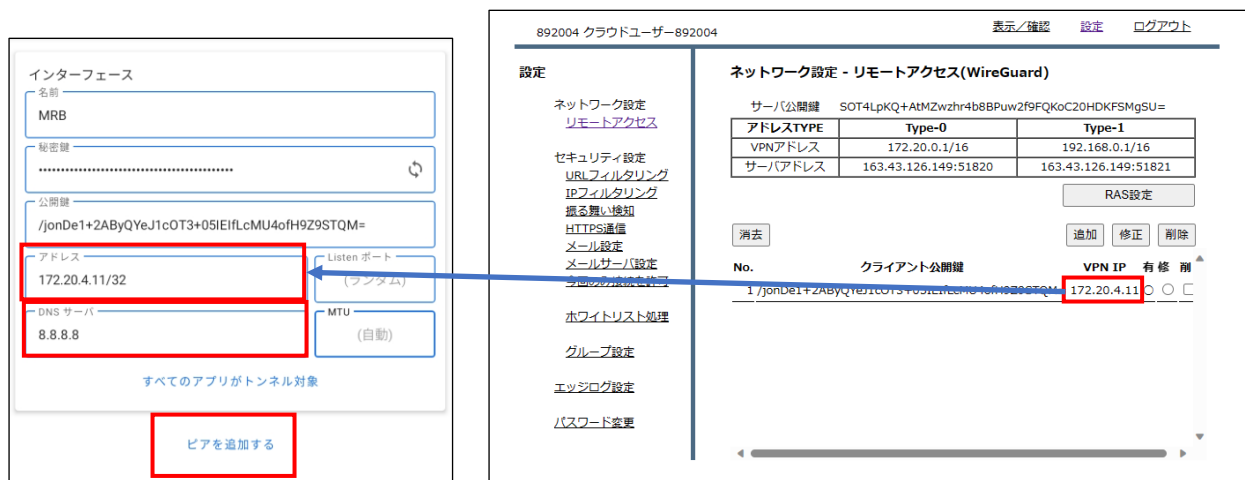 インターフェース
名前
MRB
秘密鍵
公開鍵
/jonDe1+2AByQYeJ1cOT3+05IEIfLcMU4ofH9Z9STQM=
アドレス
172.20.4.11/32
Listen ポート
(ランダム)
DNS サーバ
8.8.8.8
MTU
(自動)
すべてのアプリがトンネル対象
ピアを追加する
892004 クラウドユーザー892004
表示/確認 設定 ログアウト
設定
ネットワーク設定
リモートアクセス
セキュリティ設定
URLフィルタリング
IPフィルタリング
振る舞い検知
HTTPS通信
メール設定
メールサーバ設定
今回のみ接続を許可
ホワイトリスト処理
グループ設定
エッジログ設定
パスワード変更
ネットワーク設定 - リモートアクセス(WireGuard)
サーバ公開鍵 SOT4LpKQ+AtMZwzhr4b8BPuw2f9FQKoC20HDKFSMgSU=
アドレスTYPE Type-0 Type-1
VPNアドレス 172.20.0.1/16 192.168.0.1/16
サーバアドレス 163.43.126.149:51820 163.43.126.149:51821
RAS設定
消去 追加 修正 削除
No. クライアント公開鍵 VPN IP 有 修 削
1 /jonDe1+2AByQYeJ1cOT3+05IEIfLcMU4ofH9Z9STQM= 172.20.4.11